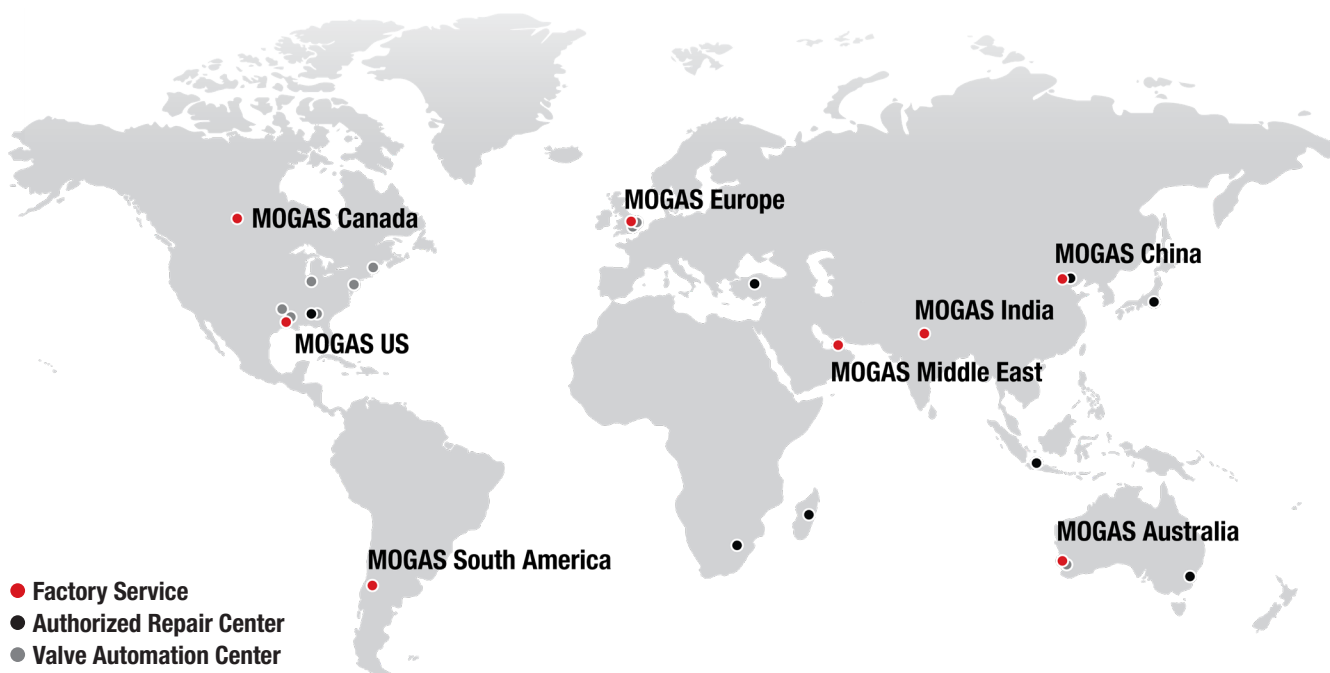 MOGAS Canada
MOGAS Europe
MOGAS China
MOGAS India
MOGAS US
MOGAS Middle East
MOGAS Australia
MOGAS South America
Factory Service
Authorized Repair Center
Valve Automation Center